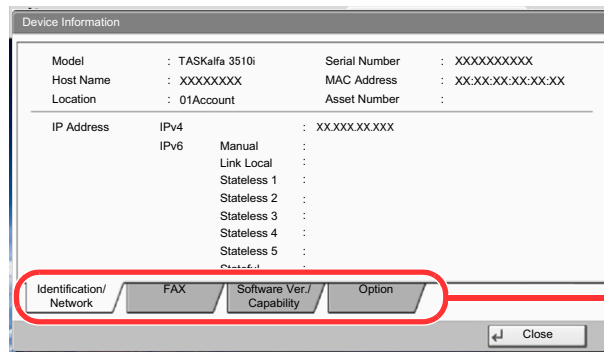 Device Information
Model : TASKalfa 3510i Serial Number : XXXXXXXXXX
Host Name : XXXXXXXX MAC Address : XX:XX:XX:XX:XX:XX
Location : 01Account Asset Number :
IP Address IPv4 : XX.XXX.XX.XXX
IPv6 Manual :
Link Local :
Stateless 1 :
Stateless 2 :
Stateless 3 :
Stateless 4 :
Stateless 5 :
Stateful
Identification/ FAX Software Ver./ Option
Network Capability
Close